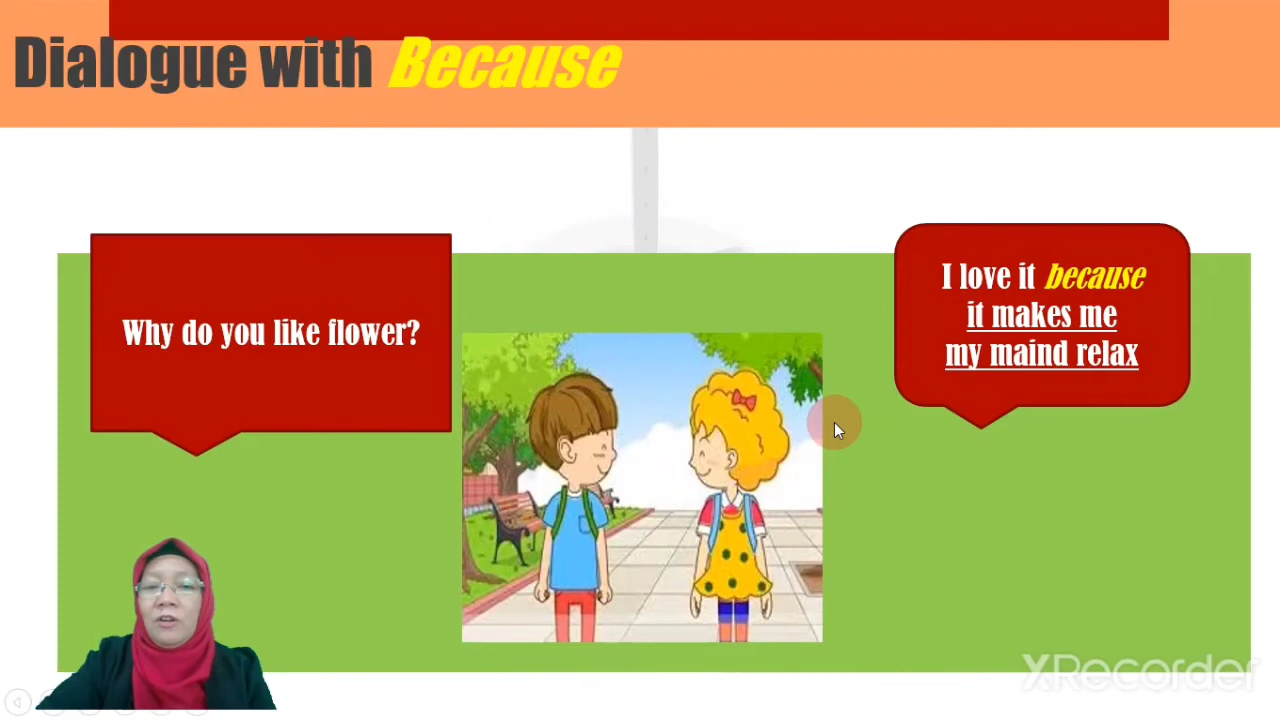 Dialogue with Because
Why do you like flower?
I love it because
it makes me
my maind relax
XRecorder